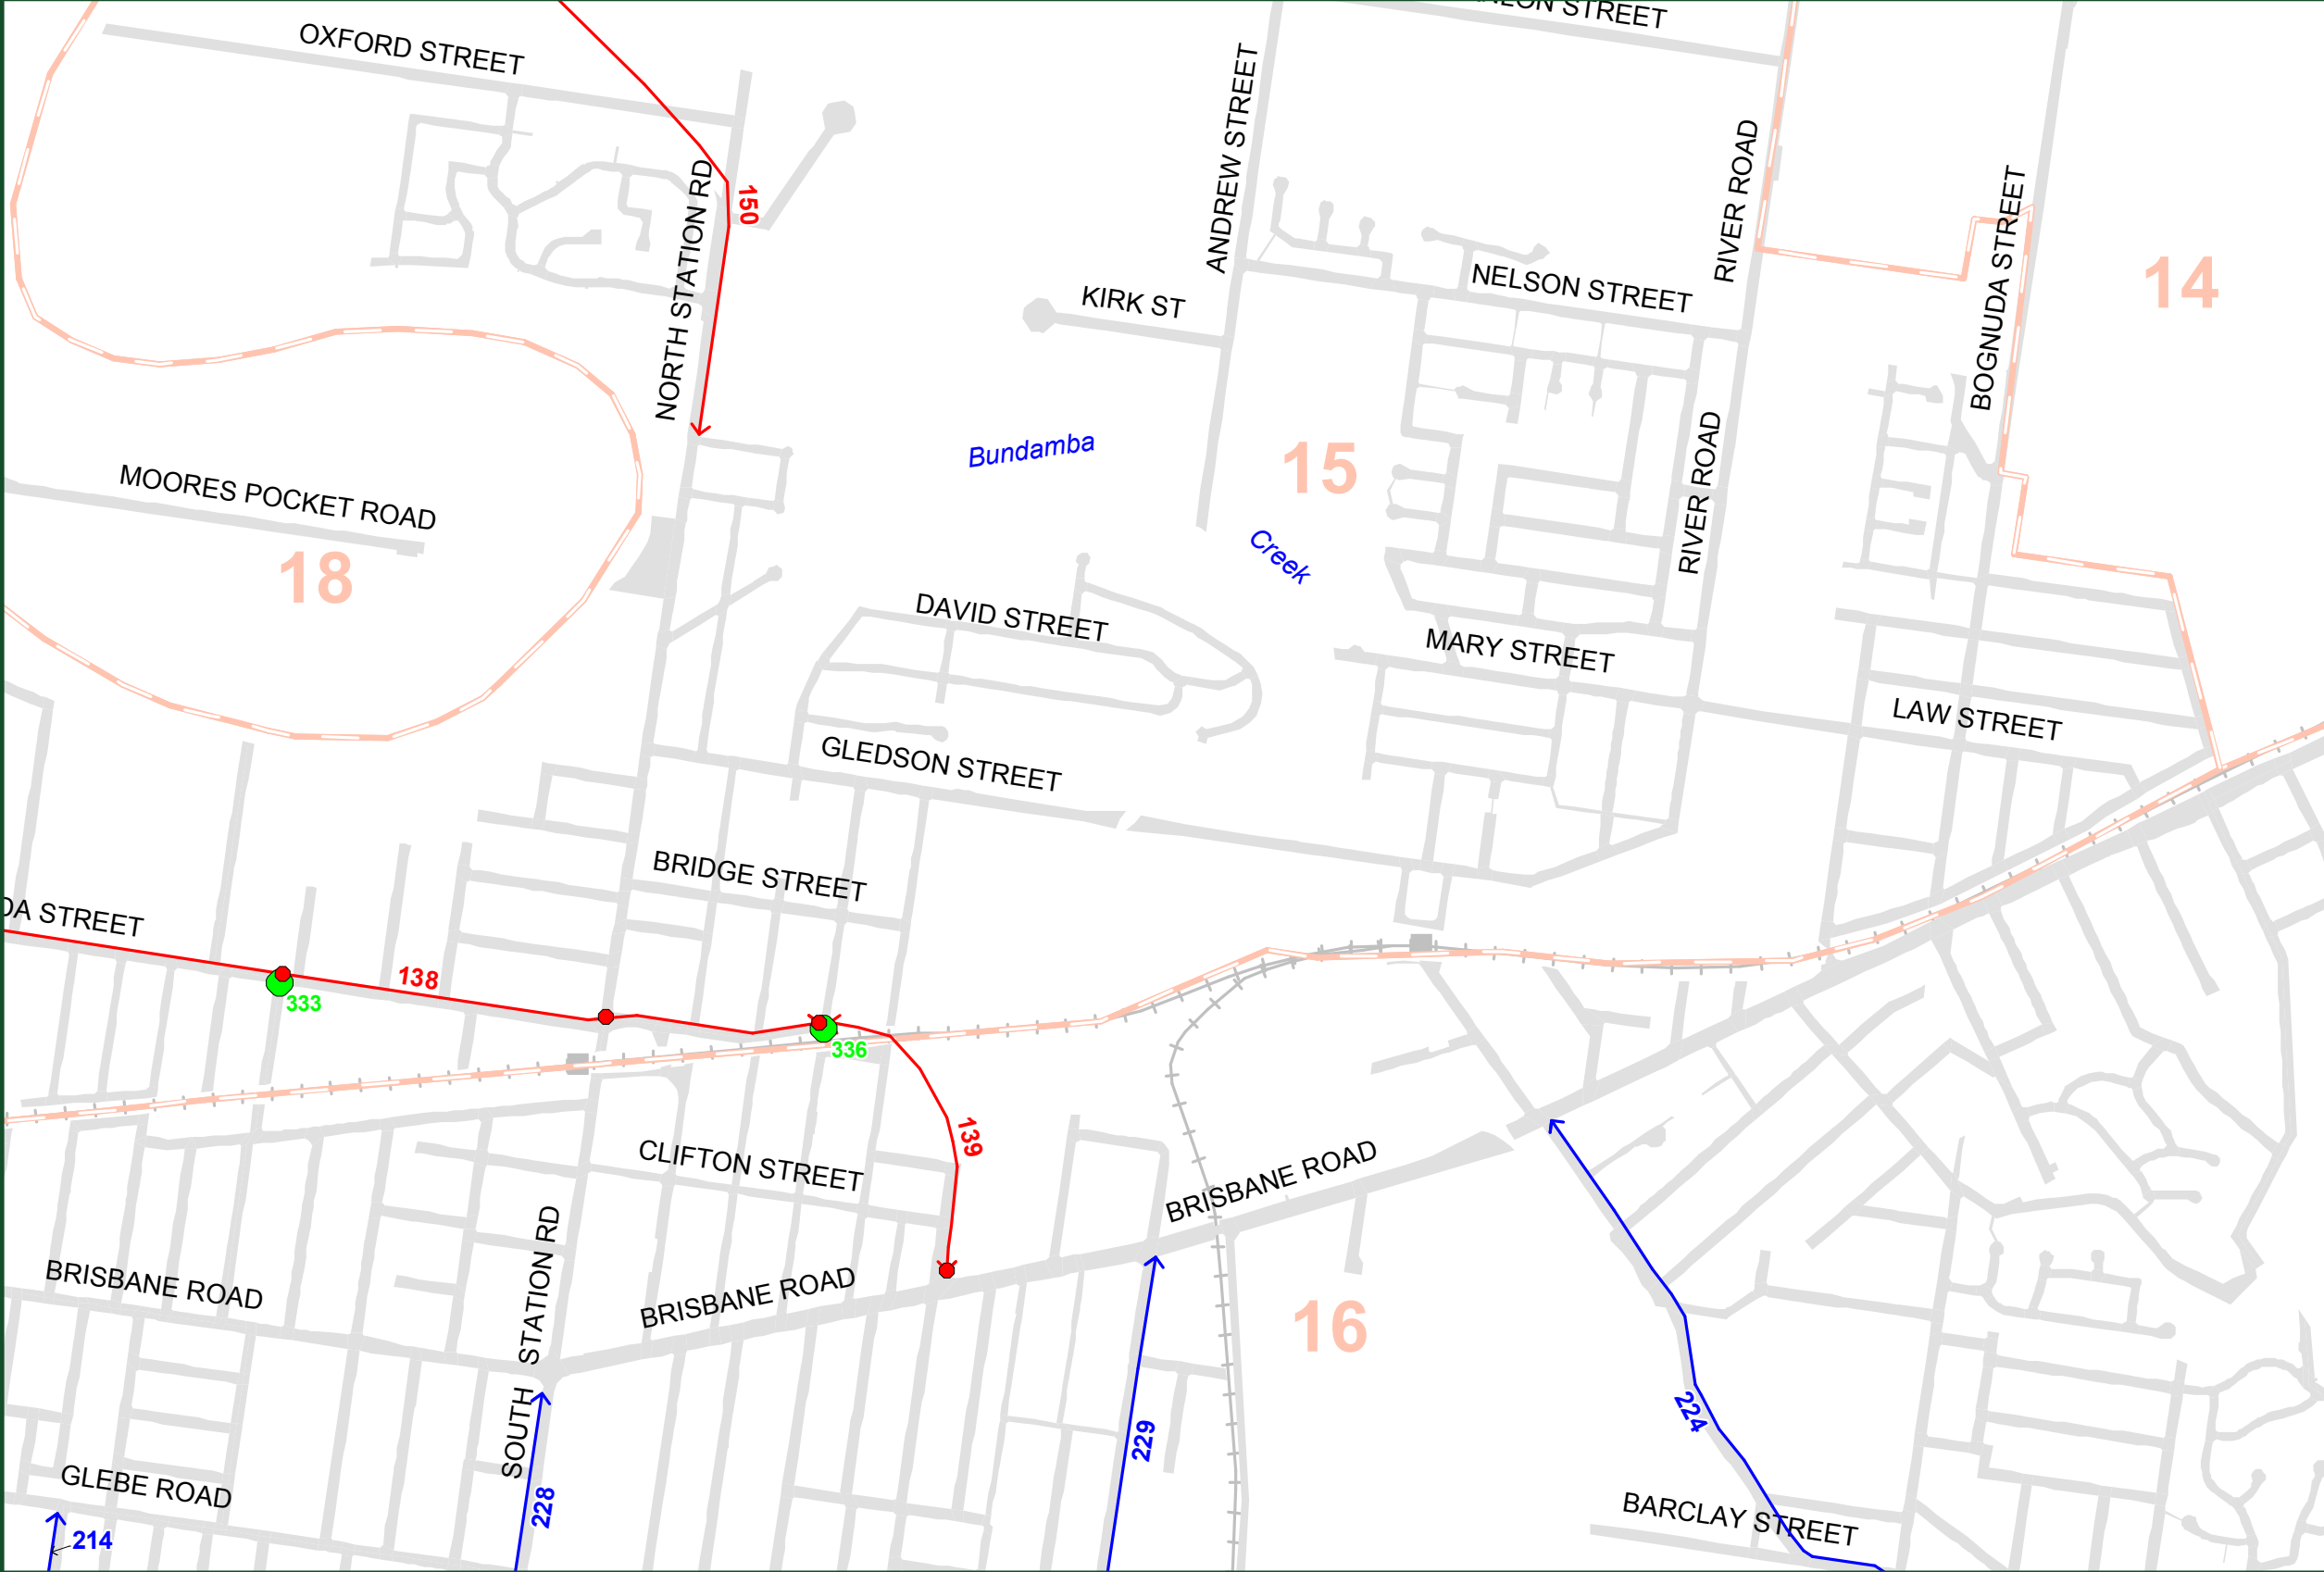 STREET
OXFORD STREET
ANDREW STREET
RIVER ROAD
150
NORTH STATION RD
BOGNUDA STREET
14
NELSON STREET
KIRK ST
Bundamba
15
RIVER ROAD
MOORES POCKET ROAD
18
Creek
DAVID STREET
MARY STREET
LAW STREET
GLEDSON STREET
BRIDGE STREET
DA STREET
138
333
336
139
CLIFTON STREET
BRISBANE ROAD
SOUTH STATION RD
BRISBANE ROAD
BRISBANE ROAD
16
224
229
GLEBE ROAD
228
BARCLAY STREET
214